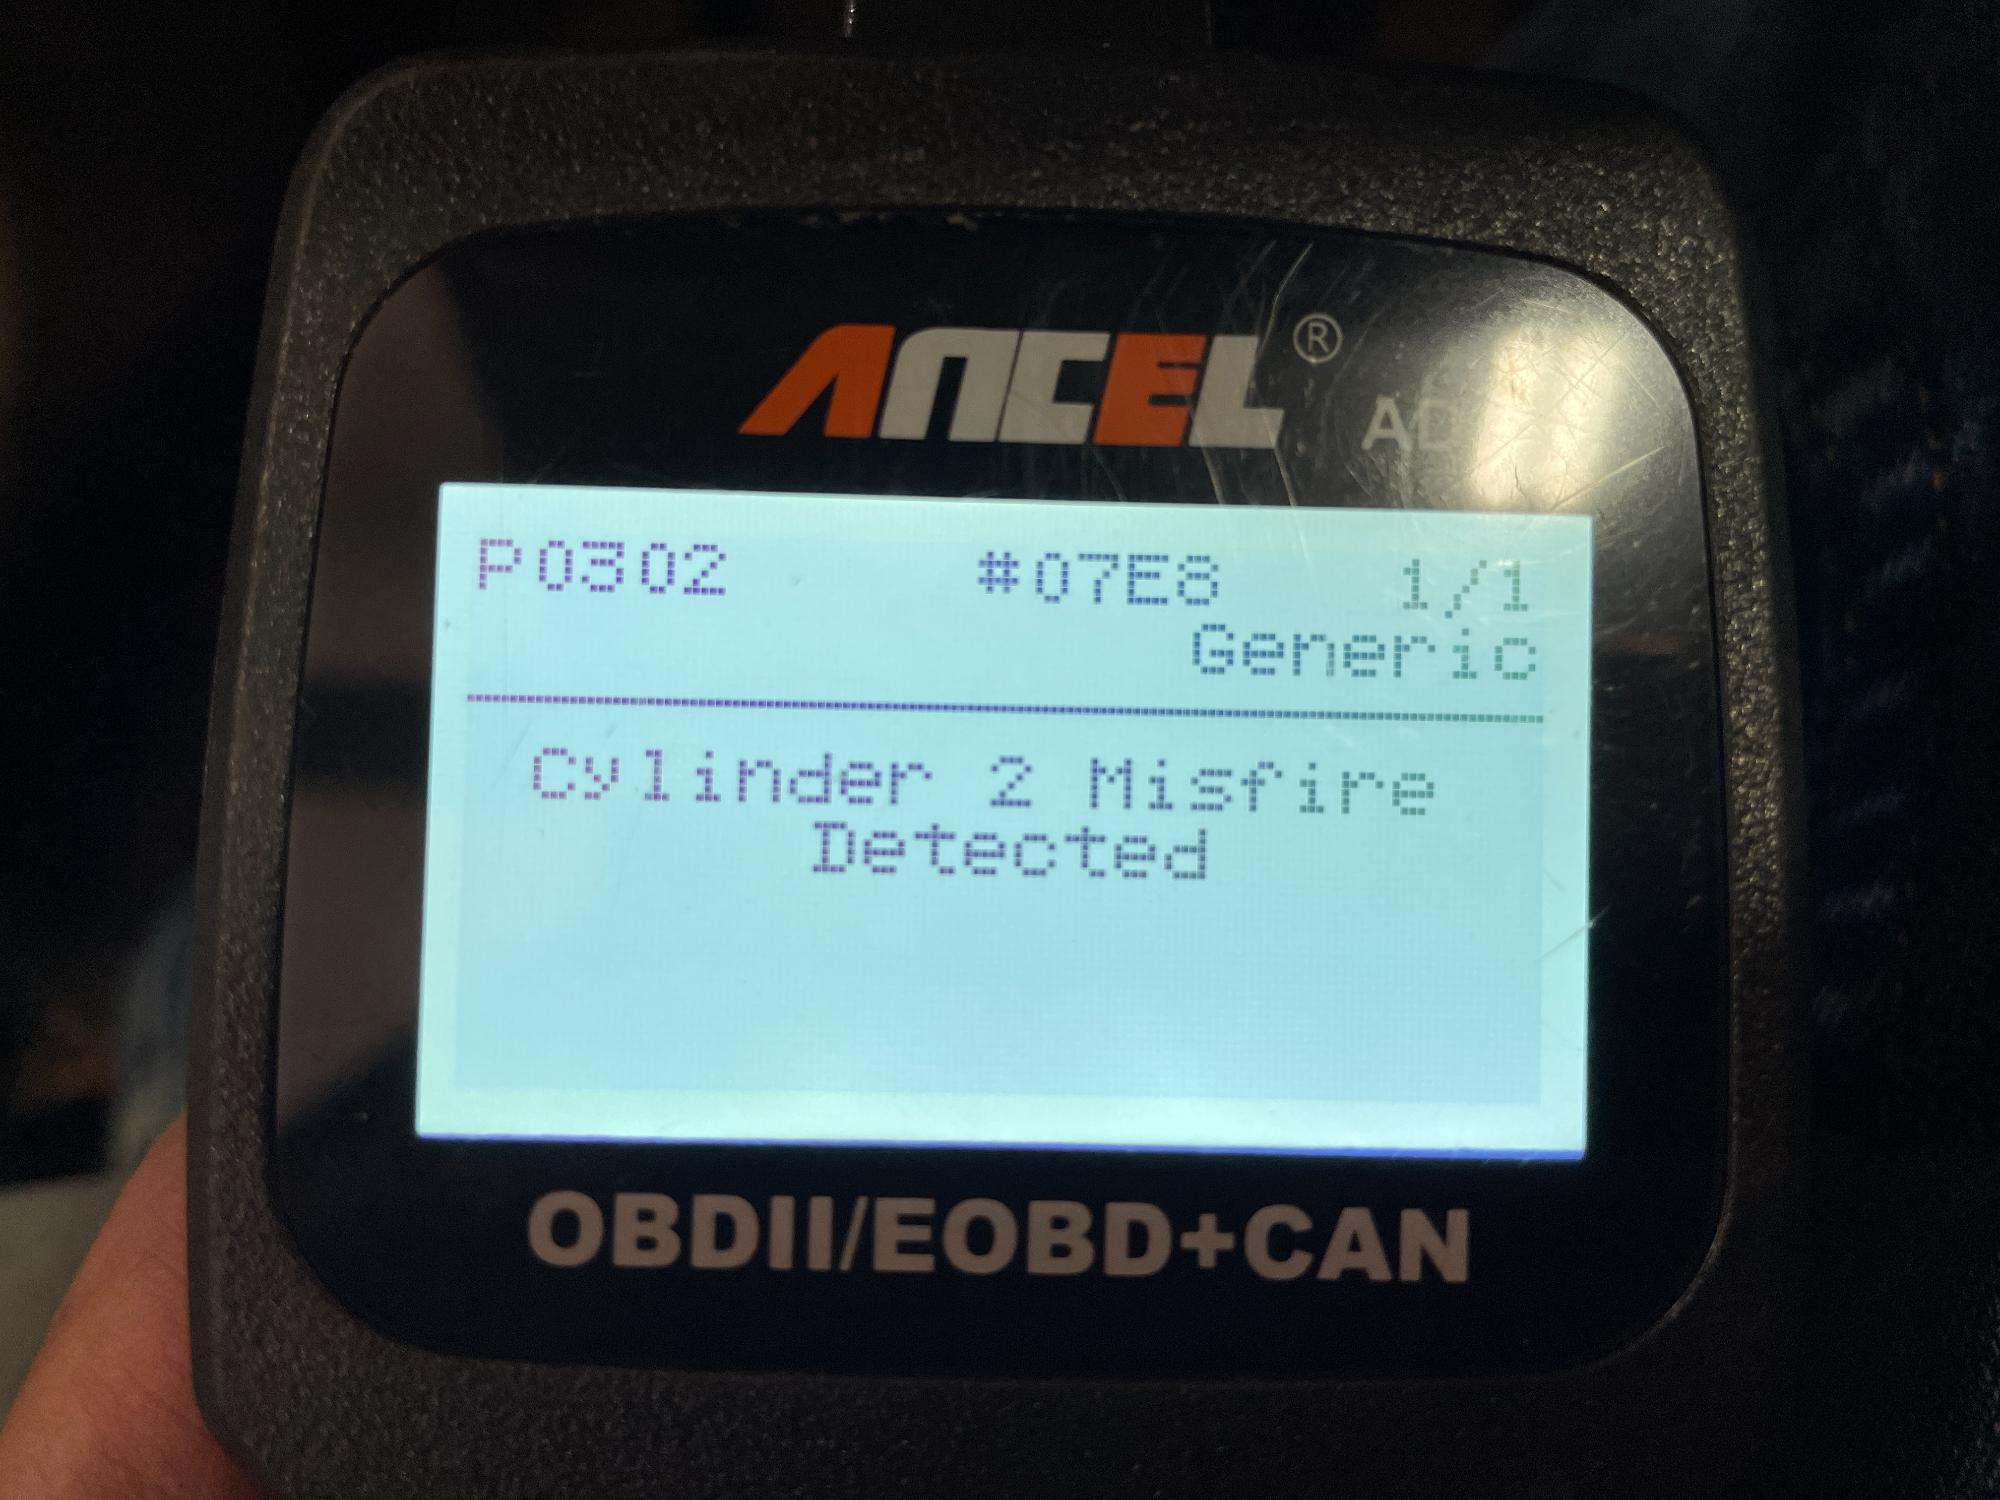 ANCEL®
P0302 #07E8 1/1
Generic
Cylinder 2 Misfire
Detected
OBDII/EOBD+CAN